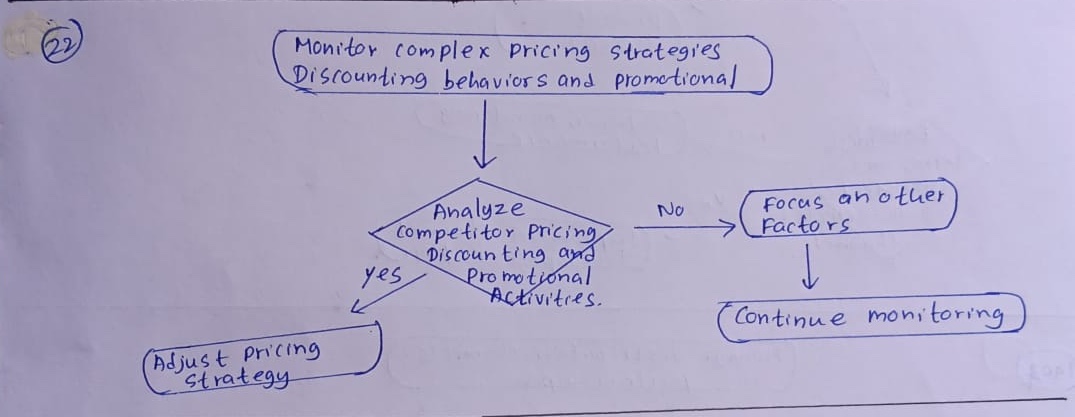 22
Monitor complex pricing strategies
Discounting behaviors and promotional
Analyze
competitor pricing
Discounting and
Promotional
Activities.
No
Focus an other
Factors
yes
Continue monitoring
Adjust pricing
strategy